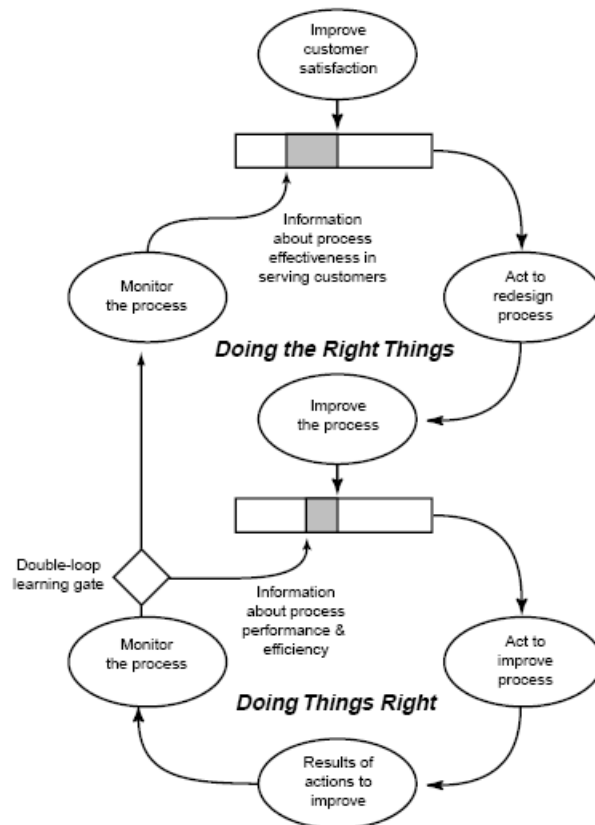 Improve
customer
satisfaction
Information
about process
effectiveness in
serving customers
Monitor
the process
Act to
redesign
process
Doing the Right Things
Improve
the process
Double-loop
learning gate
Information
about process
performance &
efficiency
Monitor
the process
Act to
improve
process
Doing Things Right
Results of
actions to
improve